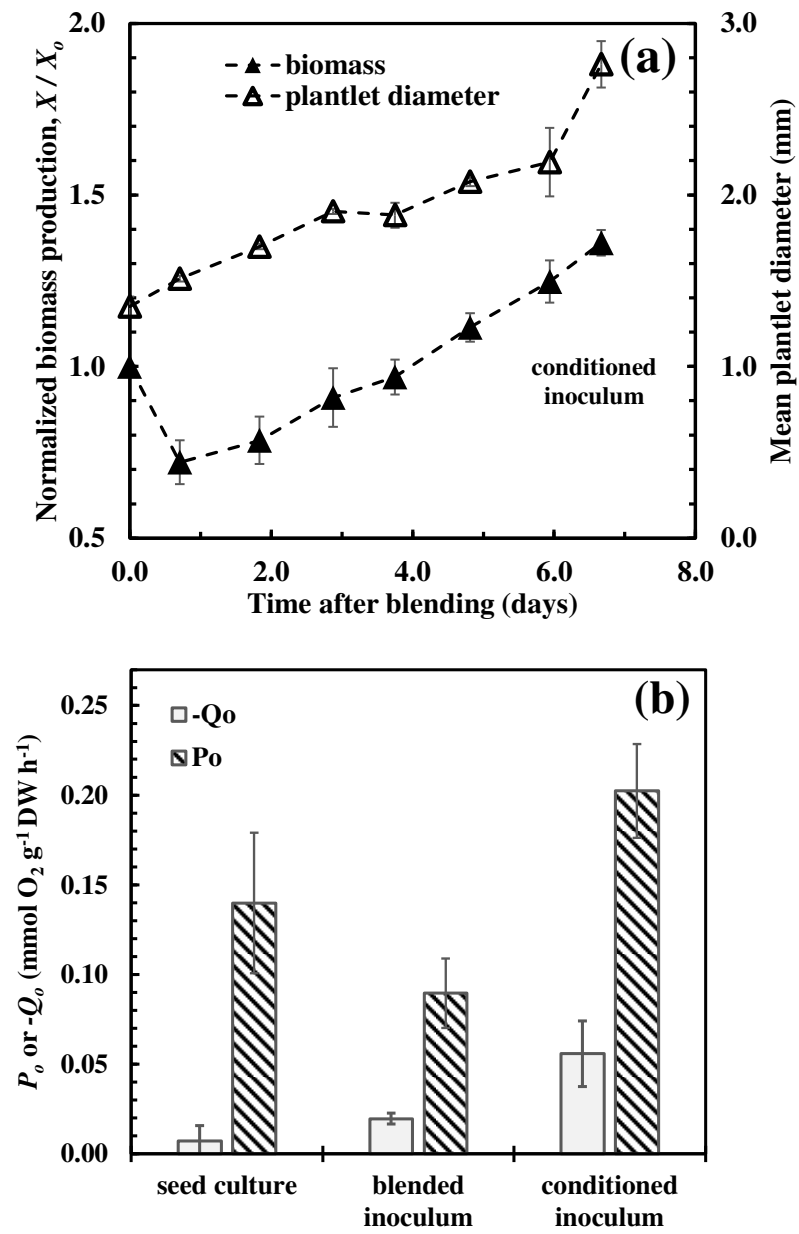 (a)
biomass
plantlet diameter
Normalized biomass production, X / Xₒ
2.0
1.5
1.0
0.5
3.0
2.0
1.0
0.0
Mean plantlet diameter (mm)
conditioned
inoculum
0.0 2.0 4.0 6.0 8.0
Time after blending (days)
(b)
-Qo
Po
Pₒ or -Qₒ (mmol O₂ g⁻¹ DW h⁻¹)
0.25
0.20
0.15
0.10
0.05
0.00
seed culture
blended
inoculum
conditioned
inoculum